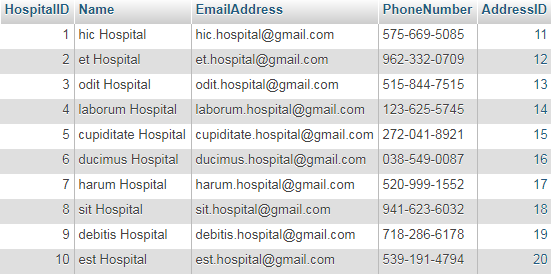 HospitalID Name EmailAddress PhoneNumber AddressID
1 hic Hospital hic.hospital@gmail.com 575-669-5085 11
2 et Hospital et.hospital@gmail.com 962-332-0709 12
3 odit Hospital odit.hospital@gmail.com 515-844-7515 13
4 laborum Hospital laborum.hospital@gmail.com 123-625-5745 14
5 cupiditate Hospital cupiditate.hospital@gmail.com 272-041-8921 15
6 ducimus Hospital ducimus.hospital@gmail.com 038-549-0087 16
7 harum Hospital harum.hospital@gmail.com 520-999-1552 17
8 sit Hospital sit.hospital@gmail.com 941-623-6032 18
9 debitis Hospital debitis.hospital@gmail.com 718-286-6178 19
10 est Hospital est.hospital@gmail.com 539-191-4794 20